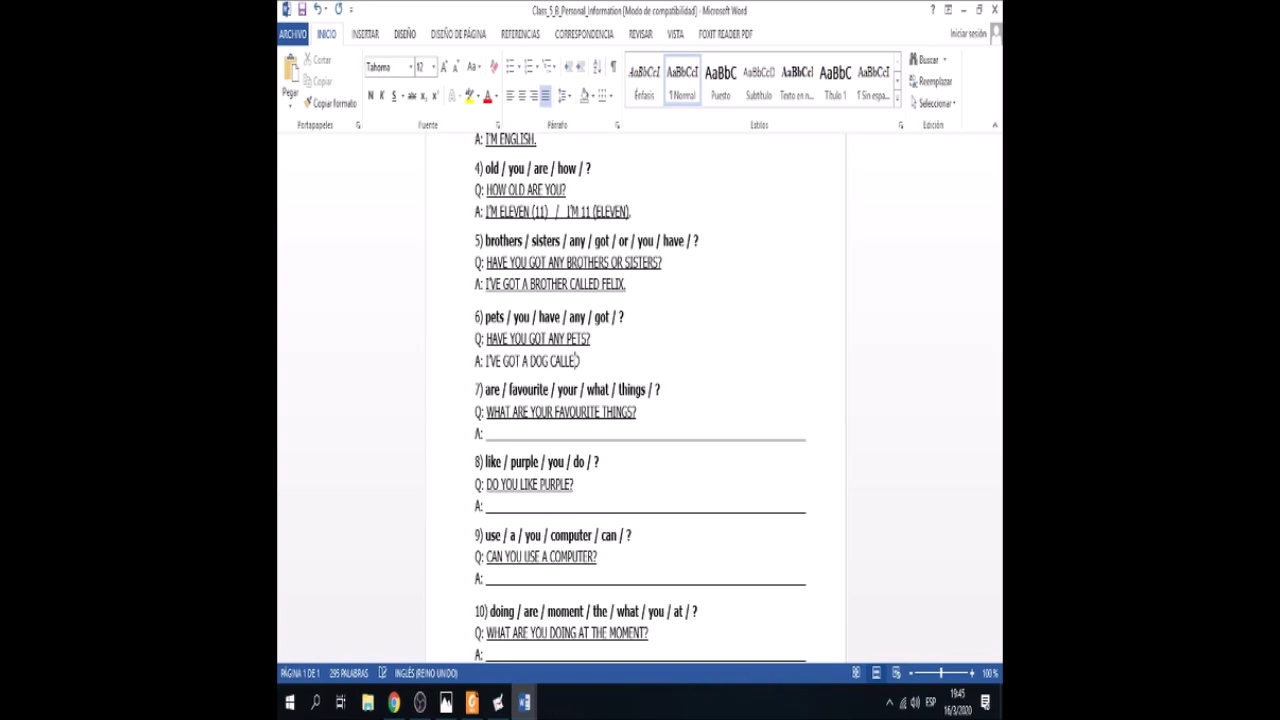 Class_5_B_Personal_Information [Modo de compatibilidad] - Microsoft Word
ARCHIVO INICIO INSERTAR DISEÑO DISEÑO DE PÁGINA REFERENCIAS CORRESPONDENCIA REVISAR VISTA FOXIT READER PDF Iniciar sesión
Pegar
Cortar
Copiar
Copiar formato
Tahoma 12
N K S abc x₂ x²
AaBbCcI AaBbCcI AaBbC AaBbCcD AaBbCcI AaBbC AaBbCcI
Énfasis ¶ Normal Puesto Subtítulo Texto en n... Título 1 ¶ Sin espa...
Buscar
Reemplazar
Seleccionar
Portapapeles Fuente Párrafo Estilos Edición
A: I'M ENGLISH.
4) old / you / are / how / ?
Q: HOW OLD ARE YOU?
A: I'M ELEVEN (11) / I'M 11 (ELEVEN).
5) brothers / sisters / any / got / or / you / have / ?
Q: HAVE YOU GOT ANY BROTHERS OR SISTERS?
A: I'VE GOT A BROTHER CALLED FELIX.
6) pets / you / have / any / got / ?
Q: HAVE YOU GOT ANY PETS?
A: I'VE GOT A DOG CALLED
7) are / favourite / your / what / things / ?
Q: WHAT ARE YOUR FAVOURITE THINGS?
A:
8) like / purple / you / do / ?
Q: DO YOU LIKE PURPLE?
A:
9) use / a / you / computer / can / ?
Q: CAN YOU USE A COMPUTER?
A:
10) doing / are / moment / the / what / you / at / ?
Q: WHAT ARE YOU DOING AT THE MOMENT?
A:
PÁGINA 1 DE 1 295 PALABRAS INGLÉS (REINO UNIDO) 100 %
ESP
19:45
16/3/2020